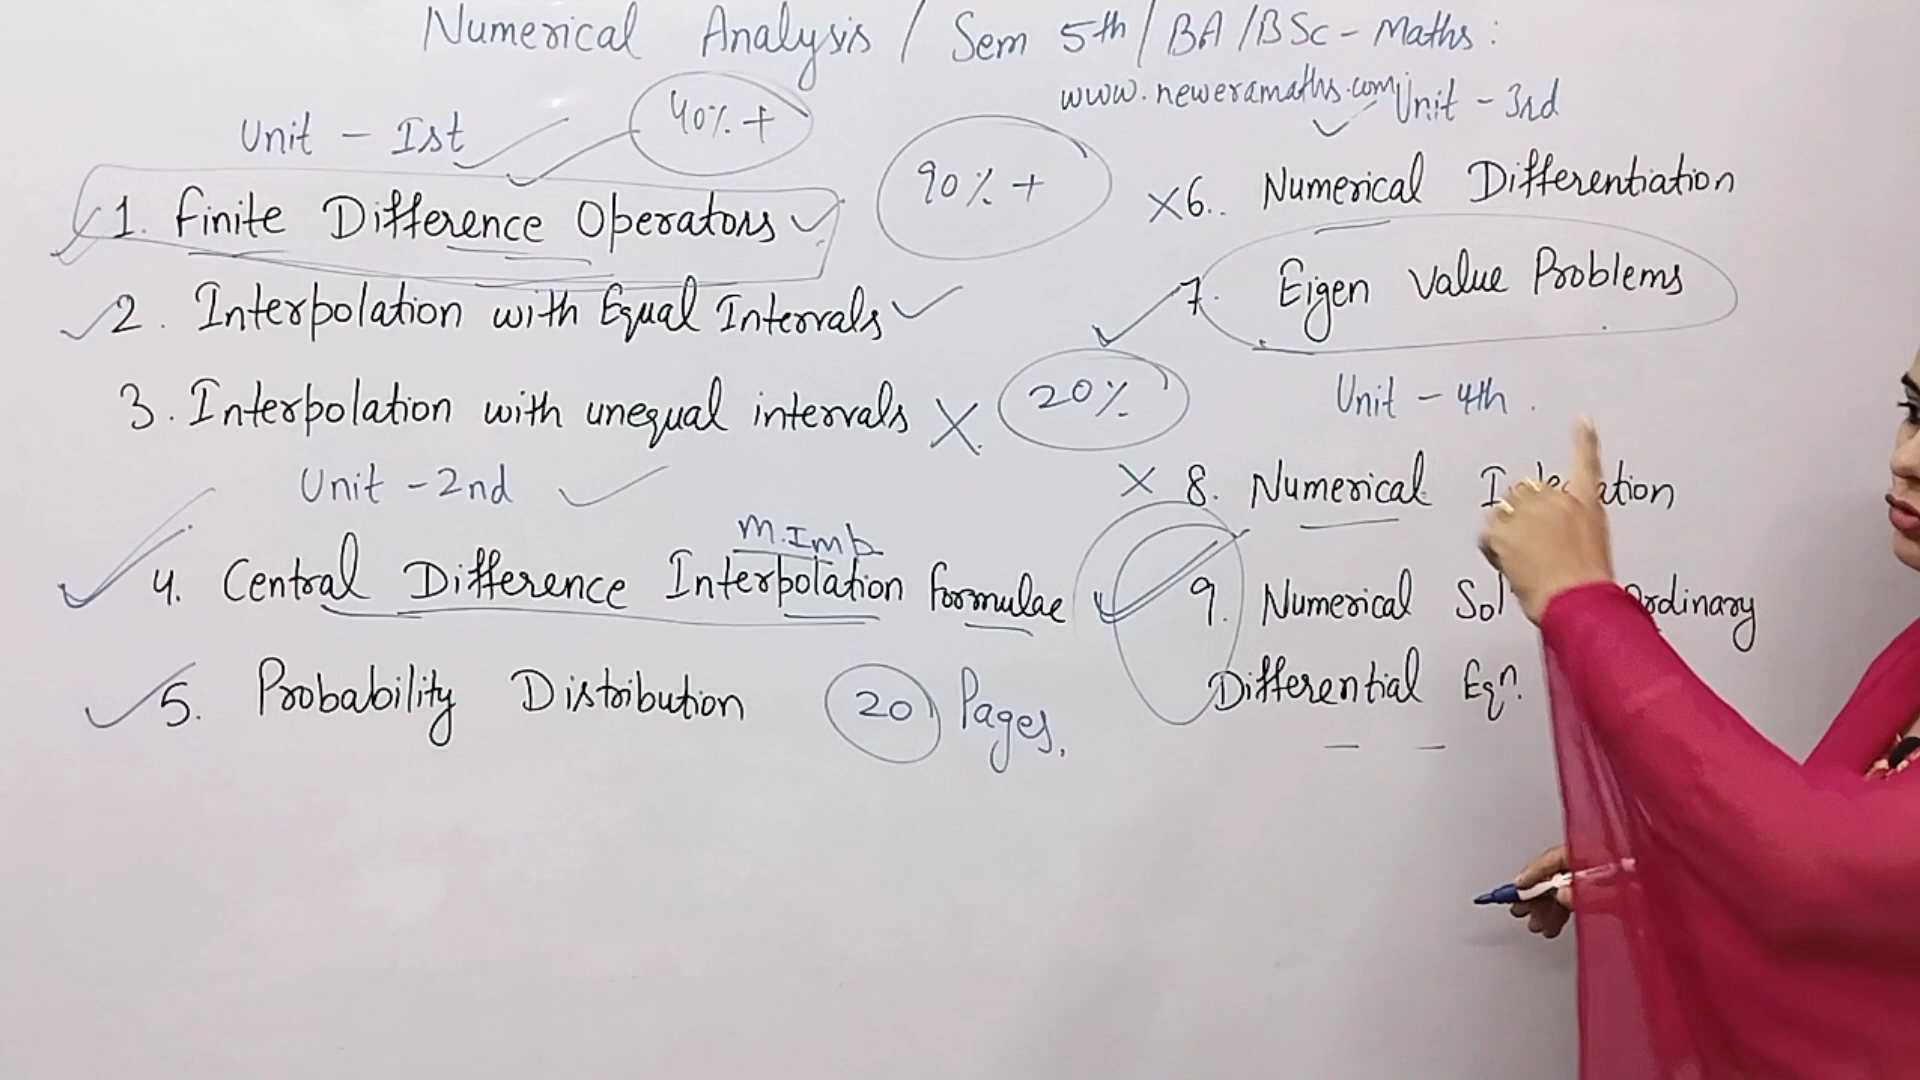 Numerical Analysis / Sem 5th / BA / BSc - Maths:
www.neweramaths.com
Unit - Ist
40% +
1. Finite Difference Operators
90% +
2. Interpolation with Equal Intervals
3. Interpolation with unequal intervals
20%
Unit - 2nd
M. Imp
4. Central Difference Interpolation Formulae
5. Probability Distribution
20 Pages.
Unit - 3rd
6. Numerical Differentiation
7. Eigen Value Problems
Unit - 4th.
8. Numerical
9. Numerical Ordinary
Differential Eqn.